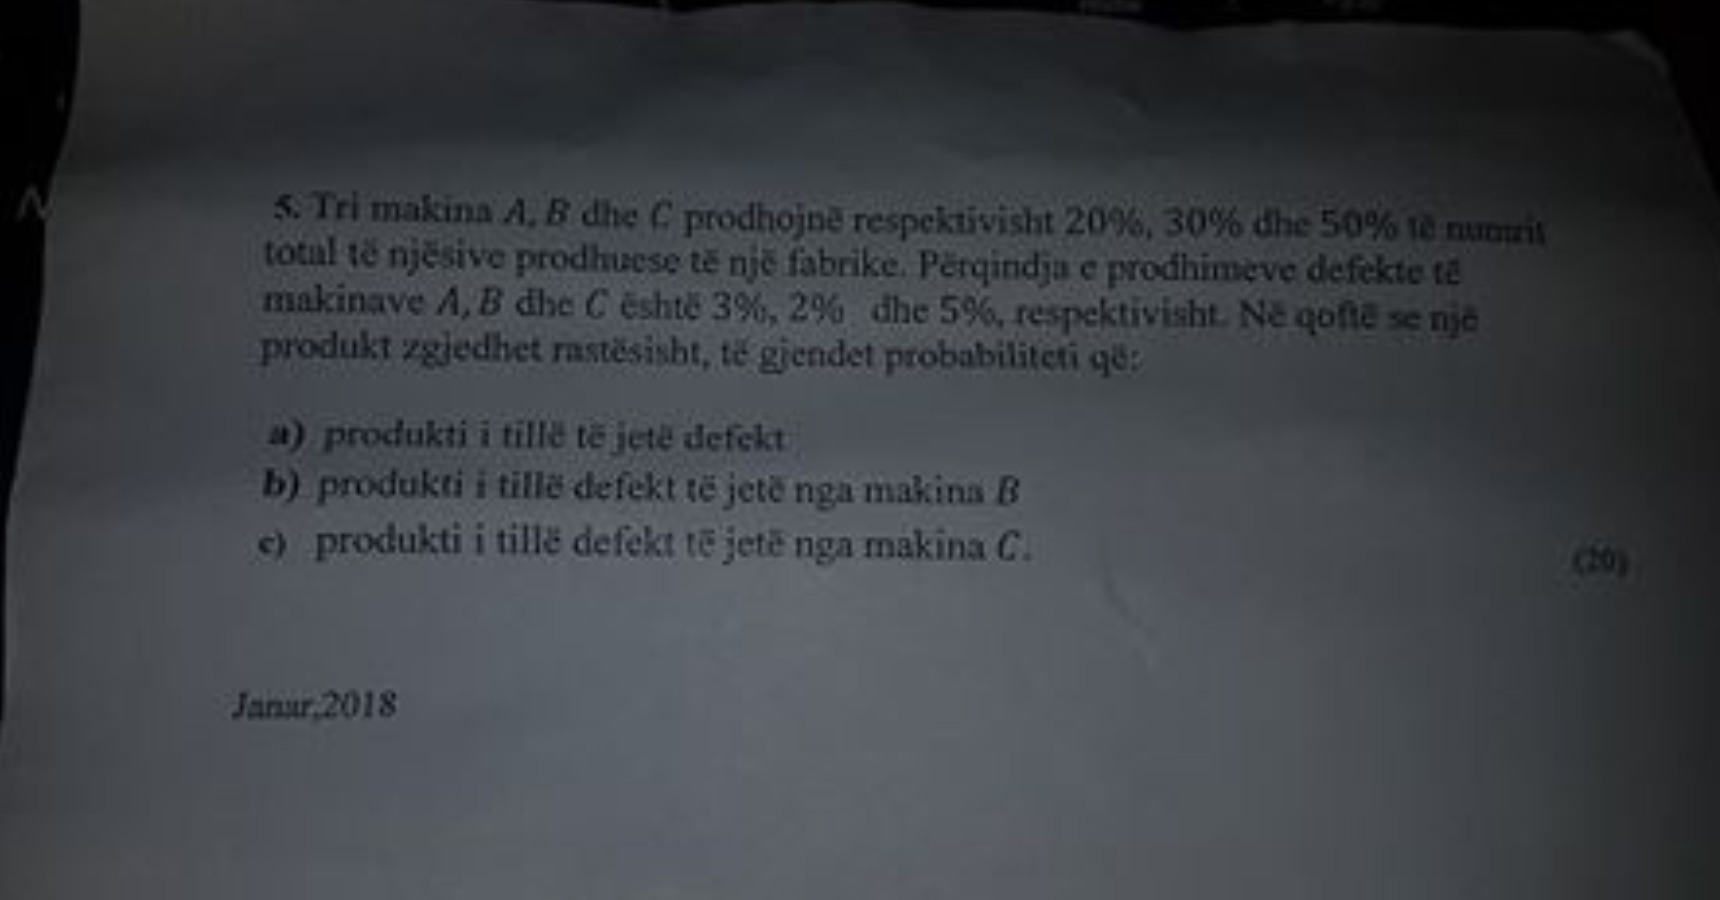 5. Tri makina A, B dhe C prodhojnë respektivisht 20%, 30% dhe 50% të numrit
total të njësive prodhuese të një fabrike. Përqindja e prodhimeve defekte të
makinave A, B dhe C është 3%, 2% dhe 5%, respektivisht. Në qoftë se një
produkt zgjedhet rastësisht, të gjendet probabiliteti që:
a) produkti i tillë të jetë defekt
b) produkti i tillë defekt të jetë nga makina B
c) produkti i tillë defekt të jetë nga makina C.
(20)
Janar,2018